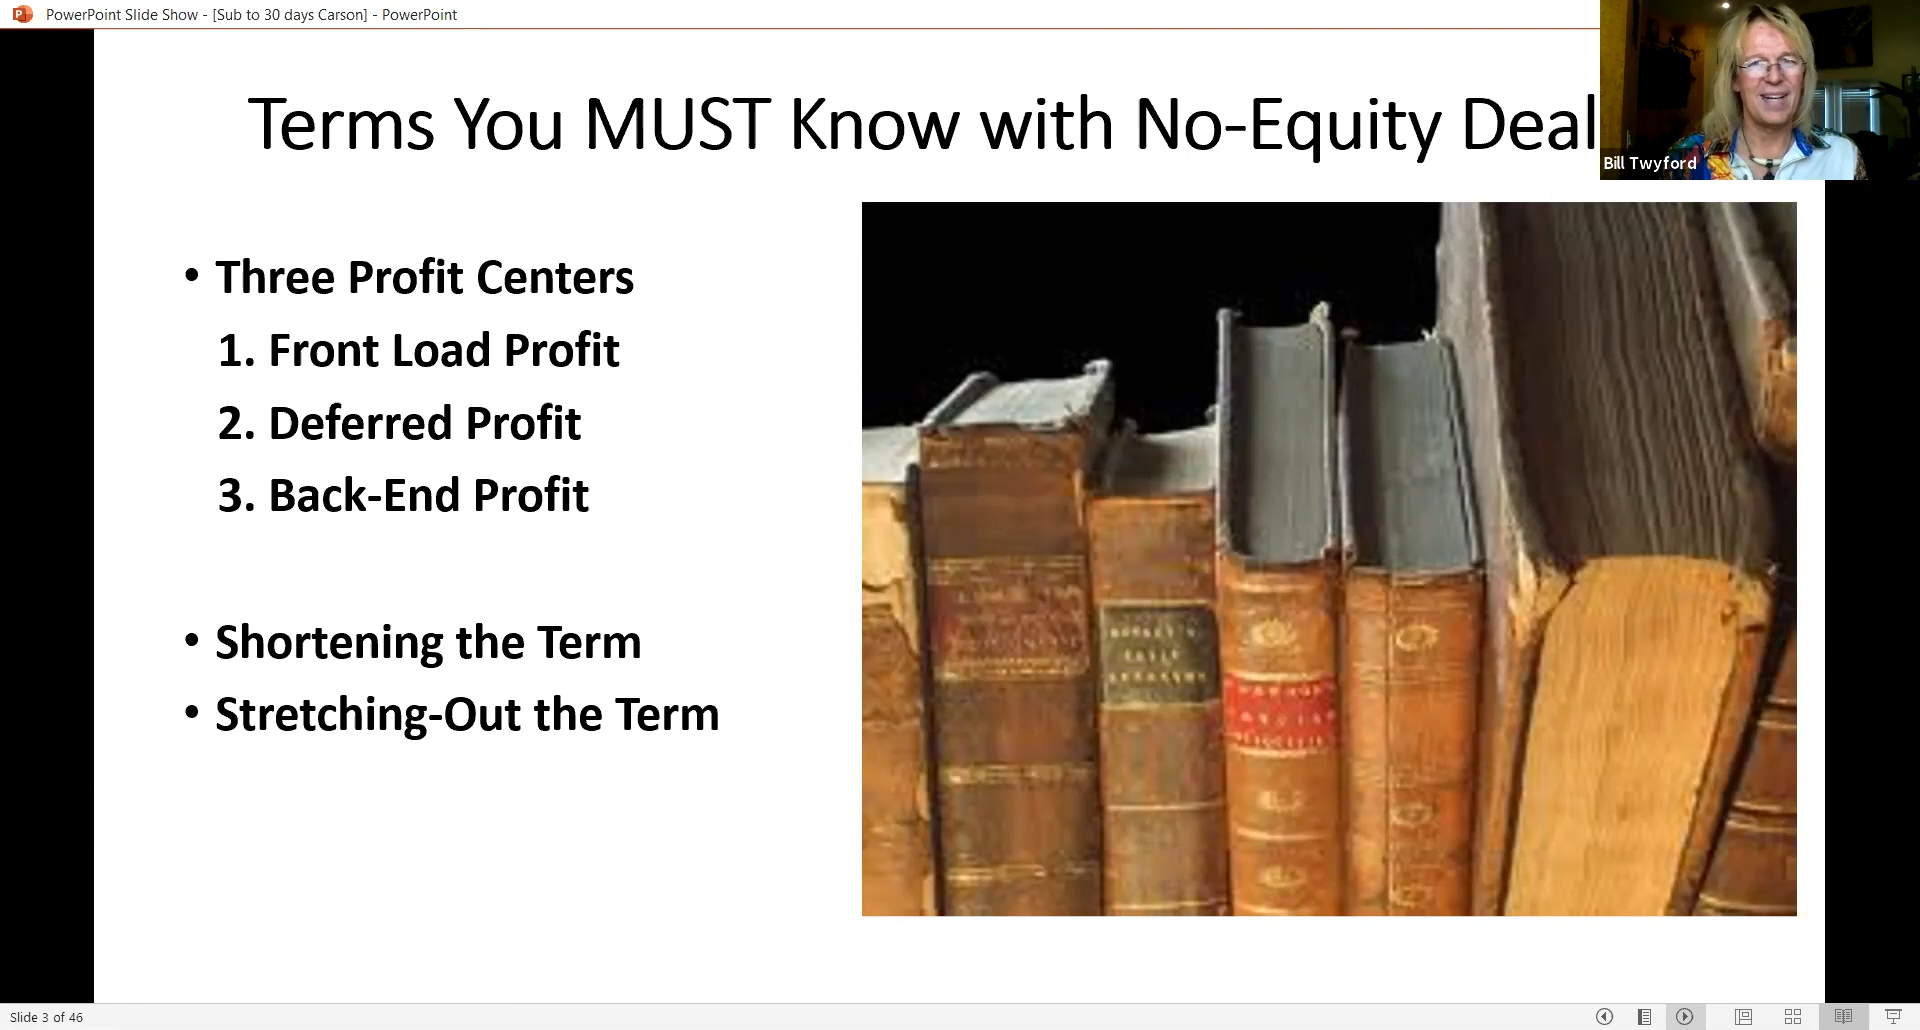 PowerPoint Slide Show - [Sub to 30 days Carson] - PowerPoint
Terms You MUST Know with No-Equity Deal
Bill Twyford
• Three Profit Centers
1. Front Load Profit
2. Deferred Profit
3. Back-End Profit
• Shortening the Term
• Stretching-Out the Term
Slide 3 of 46